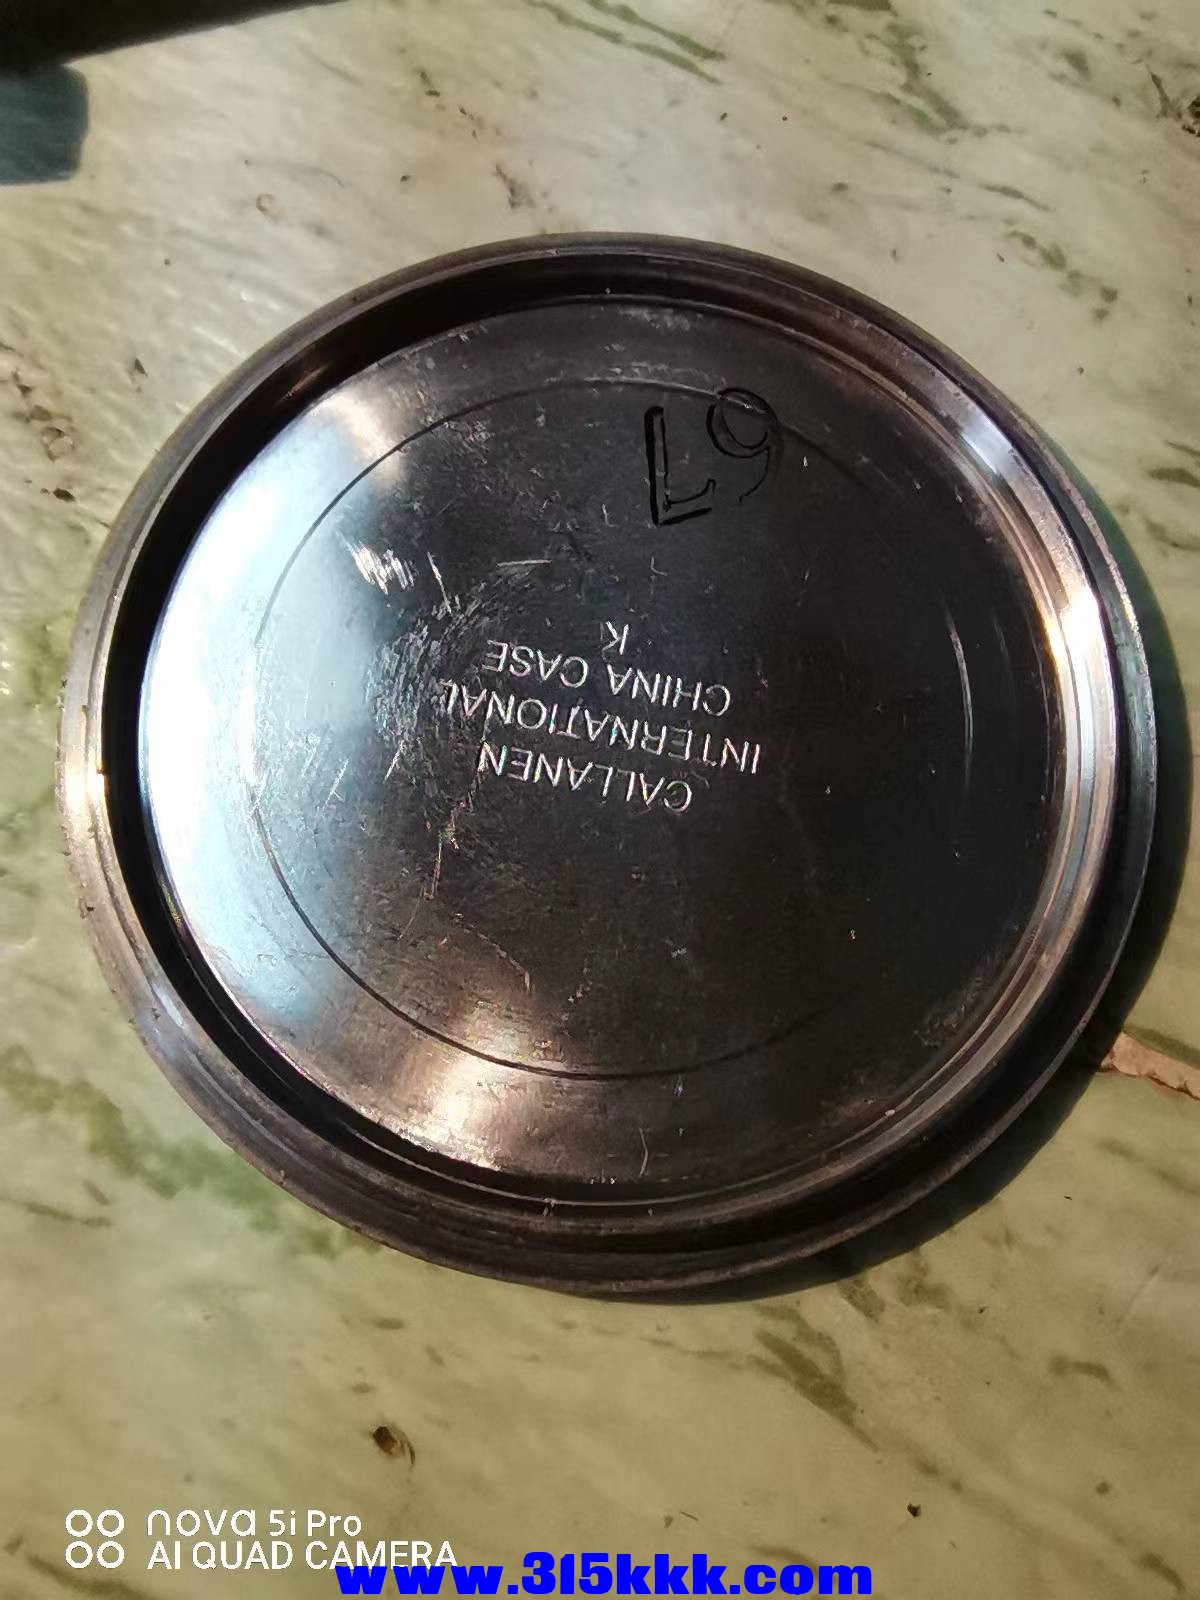 CALLANEN
INTERNATIONAL
CHINA CASE
K
67
nova 5i Pro
AI QUAD CAMERA
www.315kkk.com